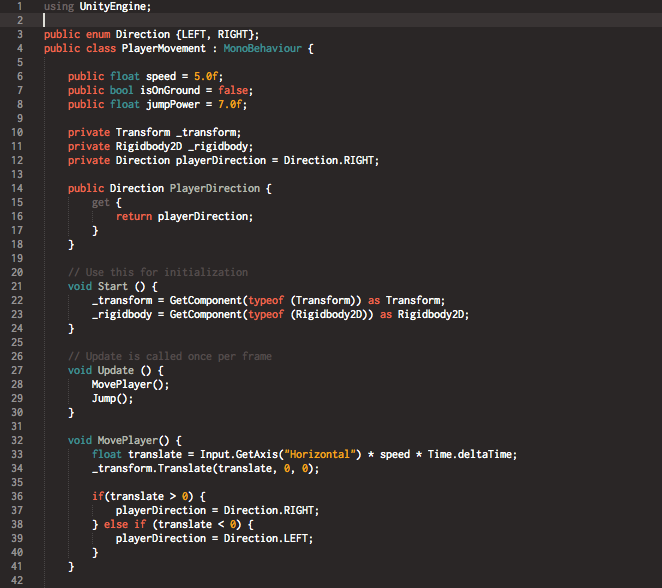 1 using UnityEngine;
2
3 public enum Direction {LEFT, RIGHT};
4 public class PlayerMovement : MonoBehaviour {
5
6     public float speed = 5.0f;
7     public bool isOnGround = false;
8     public float jumpPower = 7.0f;
9
10     private Transform _transform;
11     private Rigidbody2D _rigidbody;
12     private Direction playerDirection = Direction.RIGHT;
13
14     public Direction PlayerDirection {
15         get {
16             return playerDirection;
17         }
18     }
19
20     // Use this for initialization
21     void Start () {
22         _transform = GetComponent(typeof (Transform)) as Transform;
23         _rigidbody = GetComponent(typeof (Rigidbody2D)) as Rigidbody2D;
24     }
25
26     // Update is called once per frame
27     void Update () {
28         MovePlayer();
29         Jump();
30     }
31
32     void MovePlayer() {
33         float translate = Input.GetAxis("Horizontal") * speed * Time.deltaTime;
34         _transform.Translate(translate, 0, 0);
35
36         if(translate > 0) {
37             playerDirection = Direction.RIGHT;
38         } else if (translate < 0) {
39             playerDirection = Direction.LEFT;
40         }
41     }
42